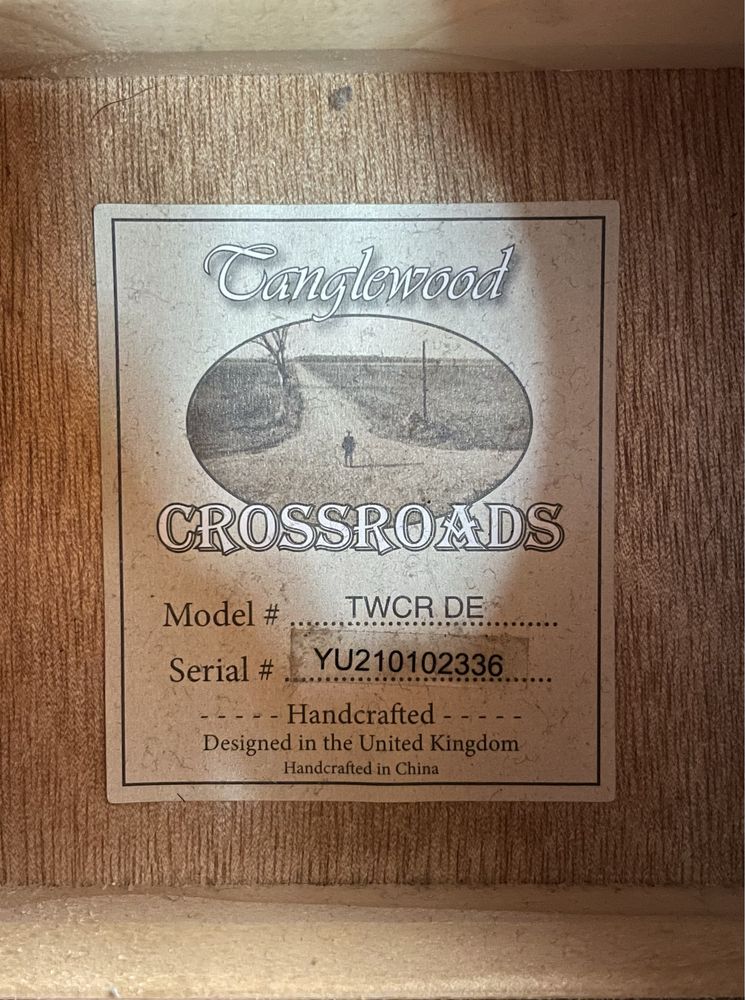 Tanglewood
CROSSROADS
Model # ........TWCR DE...........
Serial # ...YU210102336.......
- - - - - Handcrafted - - - - -
Designed in the United Kingdom
Handcrafted in China